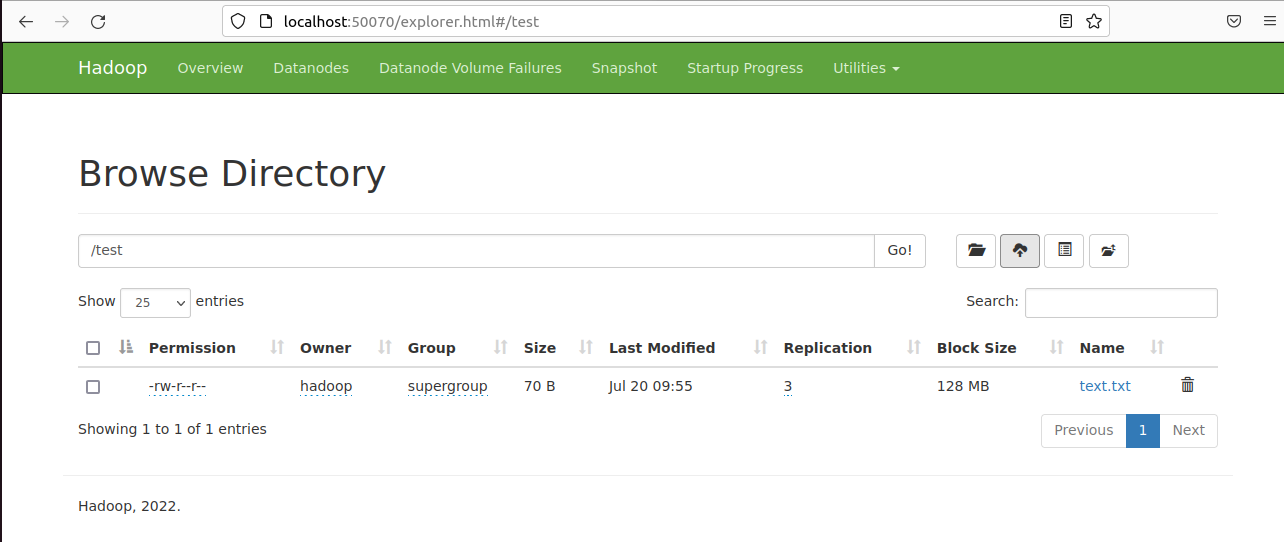 localhost:50070/explorer.html#/test
Hadoop Overview Datanodes Datanode Volume Failures Snapshot Startup Progress Utilities
Browse Directory
/test Go!
Show 25 entries Search:
Permission Owner Group Size Last Modified Replication Block Size Name
-rw-r--r-- hadoop supergroup 70 B Jul 20 09:55 3 128 MB text.txt
Showing 1 to 1 of 1 entries Previous 1 Next
Hadoop, 2022.